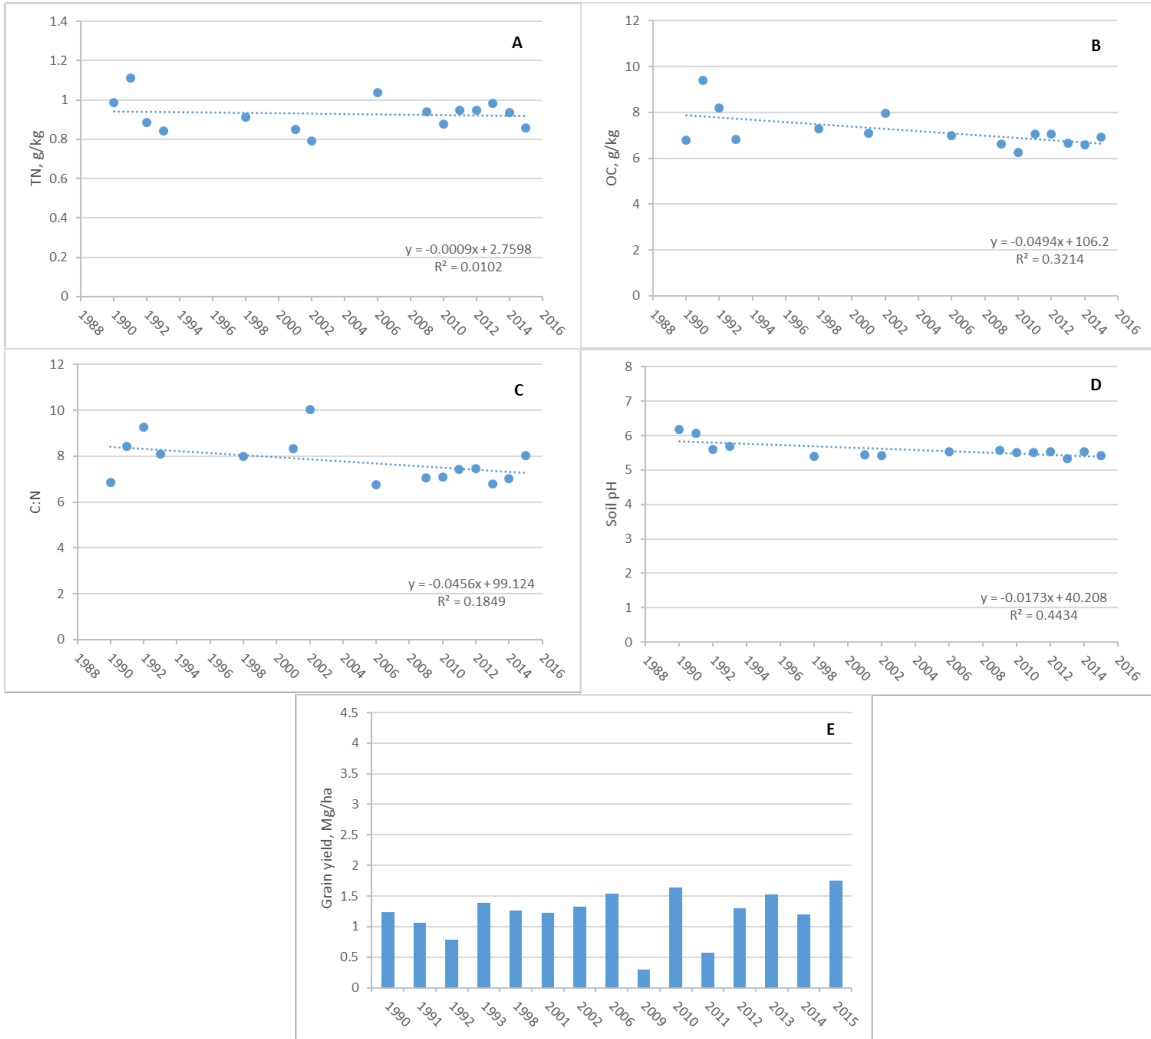 A
TN, g/kg
1.4
1.2
1
0.8
0.6
0.4
0.2
0
y = -0.0009x + 2.7598
R² = 0.0102
1988 1990 1992 1994 1996 1998 2000 2002 2004 2006 2008 2010 2012 2014 2016
B
OC, g/kg
12
10
8
6
4
2
0
y = -0.0494x + 106.2
R² = 0.3214
1988 1990 1992 1994 1996 1998 2000 2002 2004 2006 2008 2010 2012 2014 2016
C
C:N
12
10
8
6
4
2
0
y = -0.0456x + 99.124
R² = 0.1849
1988 1990 1992 1994 1996 1998 2000 2002 2004 2006 2008 2010 2012 2014 2016
D
Soil pH
8
7
6
5
4
3
2
1
0
y = -0.0173x + 40.208
R² = 0.4434
1988 1990 1992 1994 1996 1998 2000 2002 2004 2006 2008 2010 2012 2014 2016
E
Grain yield, Mg/ha
4.5
4
3.5
3
2.5
2
1.5
1
0.5
0
1990 1991 1992 1993 1998 2001 2002 2006 2009 2010 2011 2012 2013 2014 2015